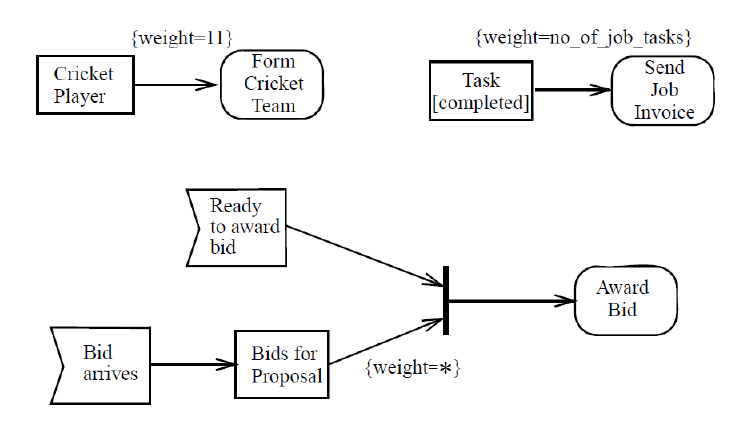 {weight=11}
Cricket
Player
Form
Cricket
Team
{weight=no_of_job_tasks}
Task
[completed]
Send
Job
Invoice
Ready
to award
bid
Award
Bid
Bid
arrives
Bids for
Proposal
{weight=*}